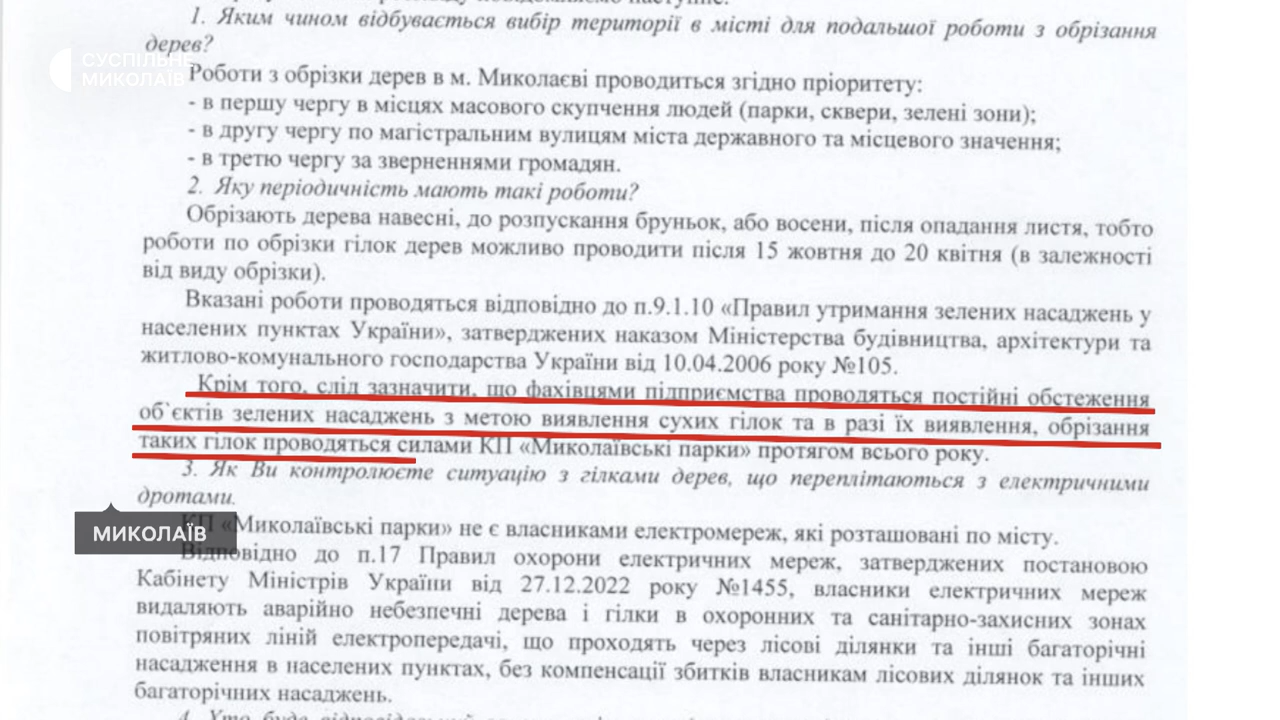 1. Яким чином відбувається вибір території в місті для подальшої роботи з обрізання
дерев?
СУСПІЛЬНЕ
МИКОЛАЇВ
Роботи з обрізки дерев в м. Миколаєві проводиться згідно пріоритету:
- в першу чергу в місцях масового скупчення людей (парки, сквери, зелені зони);
- в другу чергу по магістральним вулицям міста державного та місцевого значення;
- в третю чергу за зверненнями громадян.
2. Яку періодичність мають такі роботи?
Обрізають дерева навесні, до розпускання бруньок, або восени, після опадання листя, тобто
роботи по обрізки гілок дерев можливо проводити після 15 жовтня до 20 квітня (в залежності
від виду обрізки).
Вказані роботи проводяться відповідно до п.9.1.10 «Правил утримання зелених насаджень у
населених пунктах України», затверджених наказом Міністерства будівництва, архітектури та
житлово-комунального господарства України від 10.04.2006 року №105.
Крім того, слід зазначити, що фахівцями підприємства проводяться постійні обстеження
об`єктів зелених насаджень з метою виявлення сухих гілок та в разі їх виявлення, обрізання
таких гілок проводяться силами КП «Миколаївські парки» протягом всього року.
3. Як Ви контролюєте ситуацію з гілками дерев, що переплітаються з електричними
дротами.
МИКОЛАЇВ
КП «Миколаївські парки» не є власниками електромереж, які розташовані по місту.
Відповідно до п.17 Правил охорони електричних мереж, затверджених постановою
Кабінету Міністрів України від 27.12.2022 року №1455, власники електричних мереж
видаляють аварійно небезпечні дерева і гілки в охоронних та санітарно-захисних зонах
повітряних ліній електропередачі, що проходять через лісові ділянки та інші багаторічні
насадження в населених пунктах, без компенсації збитків власникам лісових ділянок та інших
багаторічних насаджень.
4. Хто буде